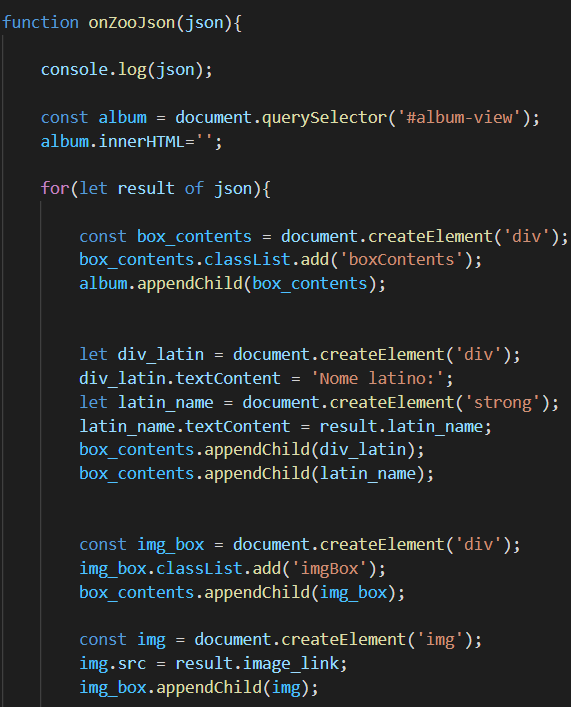 function onZooJson(json){
console.log(json);
const album = document.querySelector('#album-view');
album.innerHTML='';
for(let result of json){
const box_contents = document.createElement('div');
box_contents.classList.add('boxContents');
album.appendChild(box_contents);
let div_latin = document.createElement('div');
div_latin.textContent = 'Nome latino:';
let latin_name = document.createElement('strong');
latin_name.textContent = result.latin_name;
box_contents.appendChild(div_latin);
box_contents.appendChild(latin_name);
const img_box = document.createElement('div');
img_box.classList.add('imgBox');
box_contents.appendChild(img_box);
const img = document.createElement('img');
img.src = result.image_link;
img_box.appendChild(img);